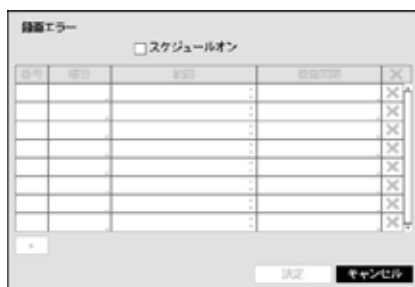 録画エラー
スケジュールオン
番号 曜日 時間 検査間隔
+
決定 キャンセル